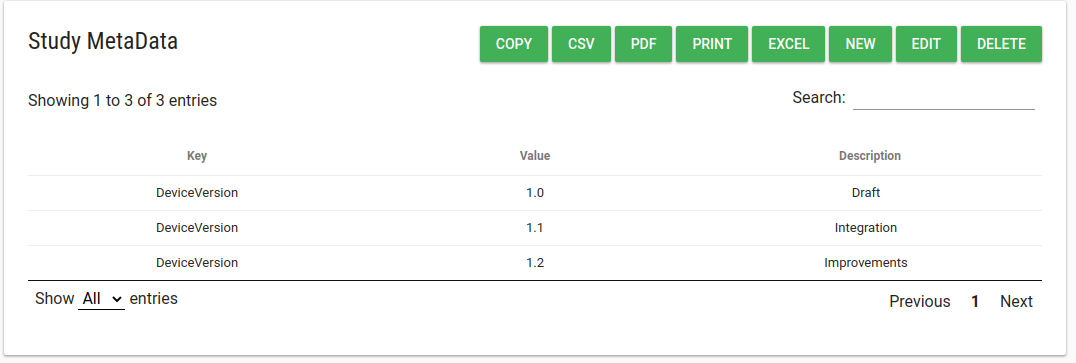 Study MetaData
COPY CSV PDF PRINT EXCEL NEW EDIT DELETE
Showing 1 to 3 of 3 entries
Search:
Key Value Description
DeviceVersion 1.0 Draft
DeviceVersion 1.1 Integration
DeviceVersion 1.2 Improvements
Show All entries
Previous 1 Next